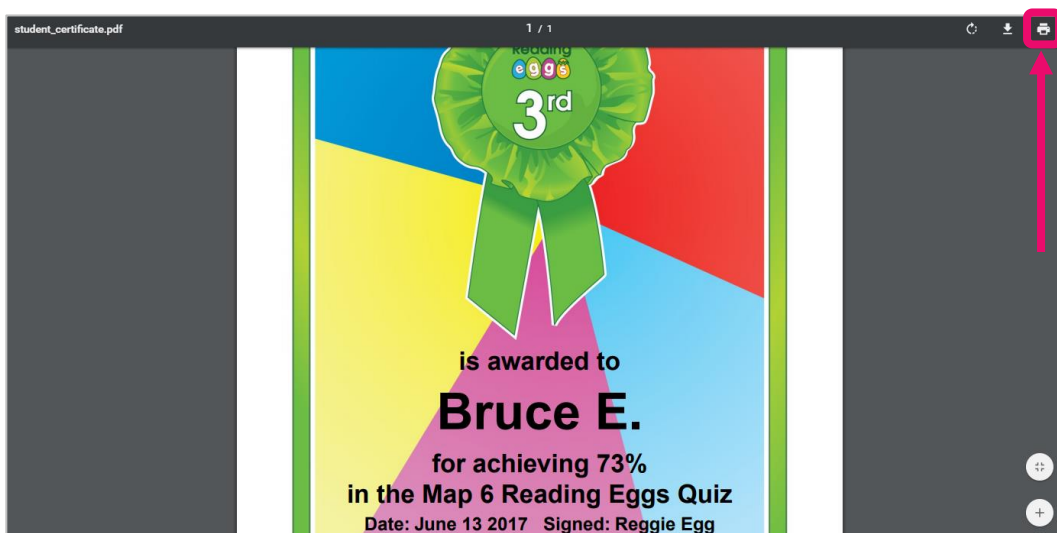 student_certificate.pdf
1 / 1
Reading
eggs
3rd
is awarded to
Bruce E.
for achieving 73%
in the Map 6 Reading Eggs Quiz
Date: June 13 2017 Signed: Reggie Egg